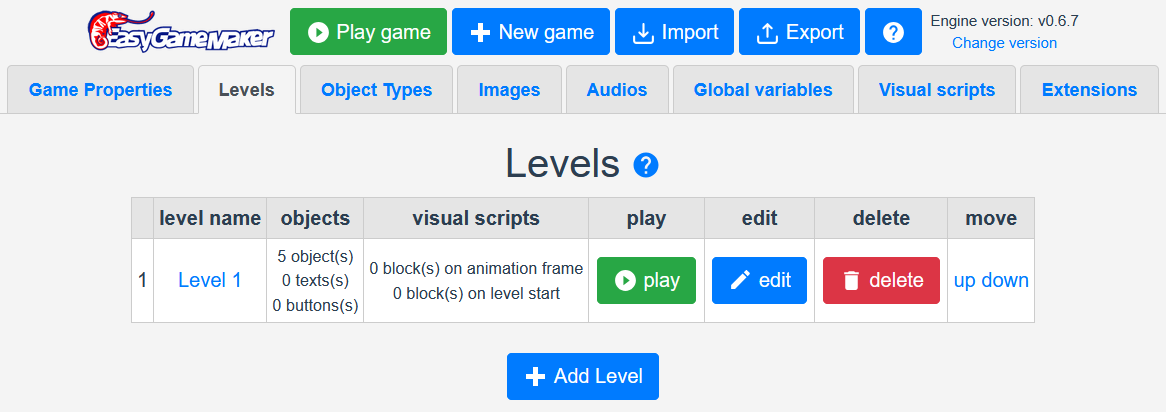 EasyGameMaker
Play game
New game
Import
Export
?
Engine version: v0.6.7
Change version
Game Properties
Levels
Object Types
Images
Audios
Global variables
Visual scripts
Extensions
Levels ?
level name objects visual scripts play edit delete move
1 Level 1
5 object(s)
0 texts(s)
0 buttons(s)
0 block(s) on animation frame
0 block(s) on level start
play
edit
delete
up down
Add Level